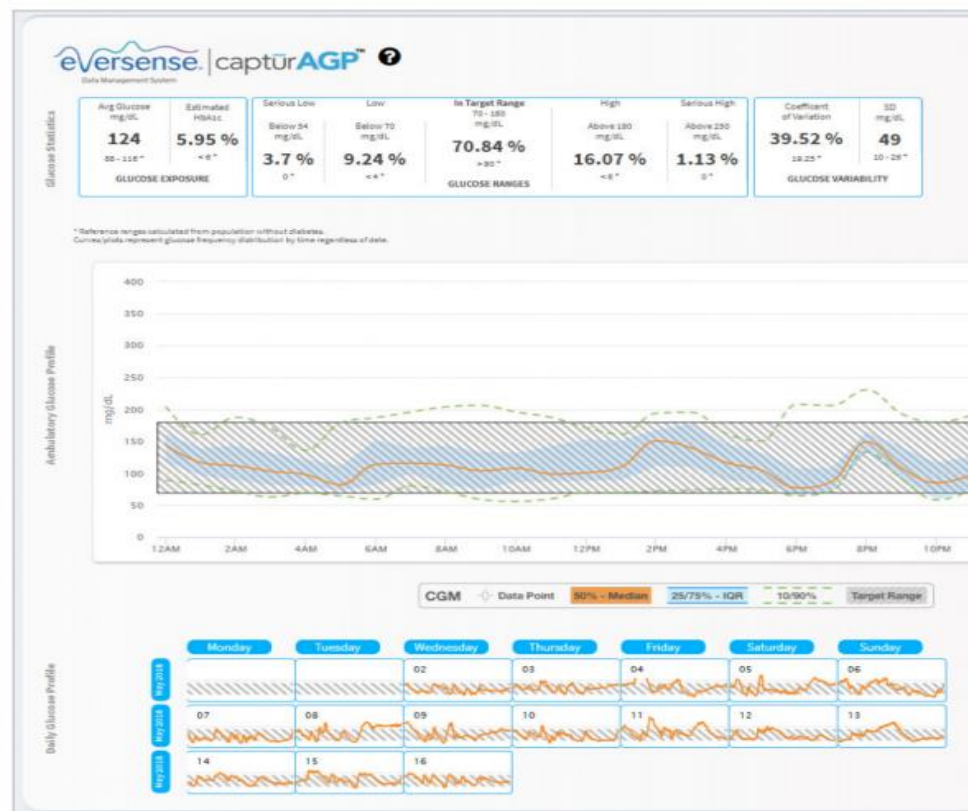 eversense. | captūrAGP™ ?
Data Management System
Glucose Statistics
Avg Glucose mg/dL
124
88 - 116 *
Estimated HbA1c
5.95 %
< 6 *
GLUCOSE EXPOSURE
Serious Low
Below 54 mg/dL
3.7 %
0 *
Low
Below 70 mg/dL
9.24 %
< 4 *
In Target Range
70 - 180 mg/dL
70.84 %
> 90 *
High
Above 180 mg/dL
16.07 %
< 6 *
Serious High
Above 250 mg/dL
1.13 %
0 *
GLUCOSE RANGES
Coefficent of Variation
39.52 %
19.25 *
SD mg/dL
49
10 - 26 *
GLUCOSE VARIABILITY
* Reference ranges calculated from population without diabetes.
Curves/plots represent glucose frequency distribution by time regardless of date.
Ambulatory Glucose Profile
mg/dL
400
350
300
250
200
150
100
50
0
12AM 2AM 4AM 6AM 8AM 10AM 12PM 2PM 4PM 6PM 8PM 10PM
CGM Data Point 50% - Median 25/75% - IQR 10/90% Target Range
Daily Glucose Profile
Monday Tuesday Wednesday Thursday Friday Saturday Sunday
May 2018
02 03 04 05 06
May 2018
07 08 09 10 11 12 13
May 2018
14 15 16